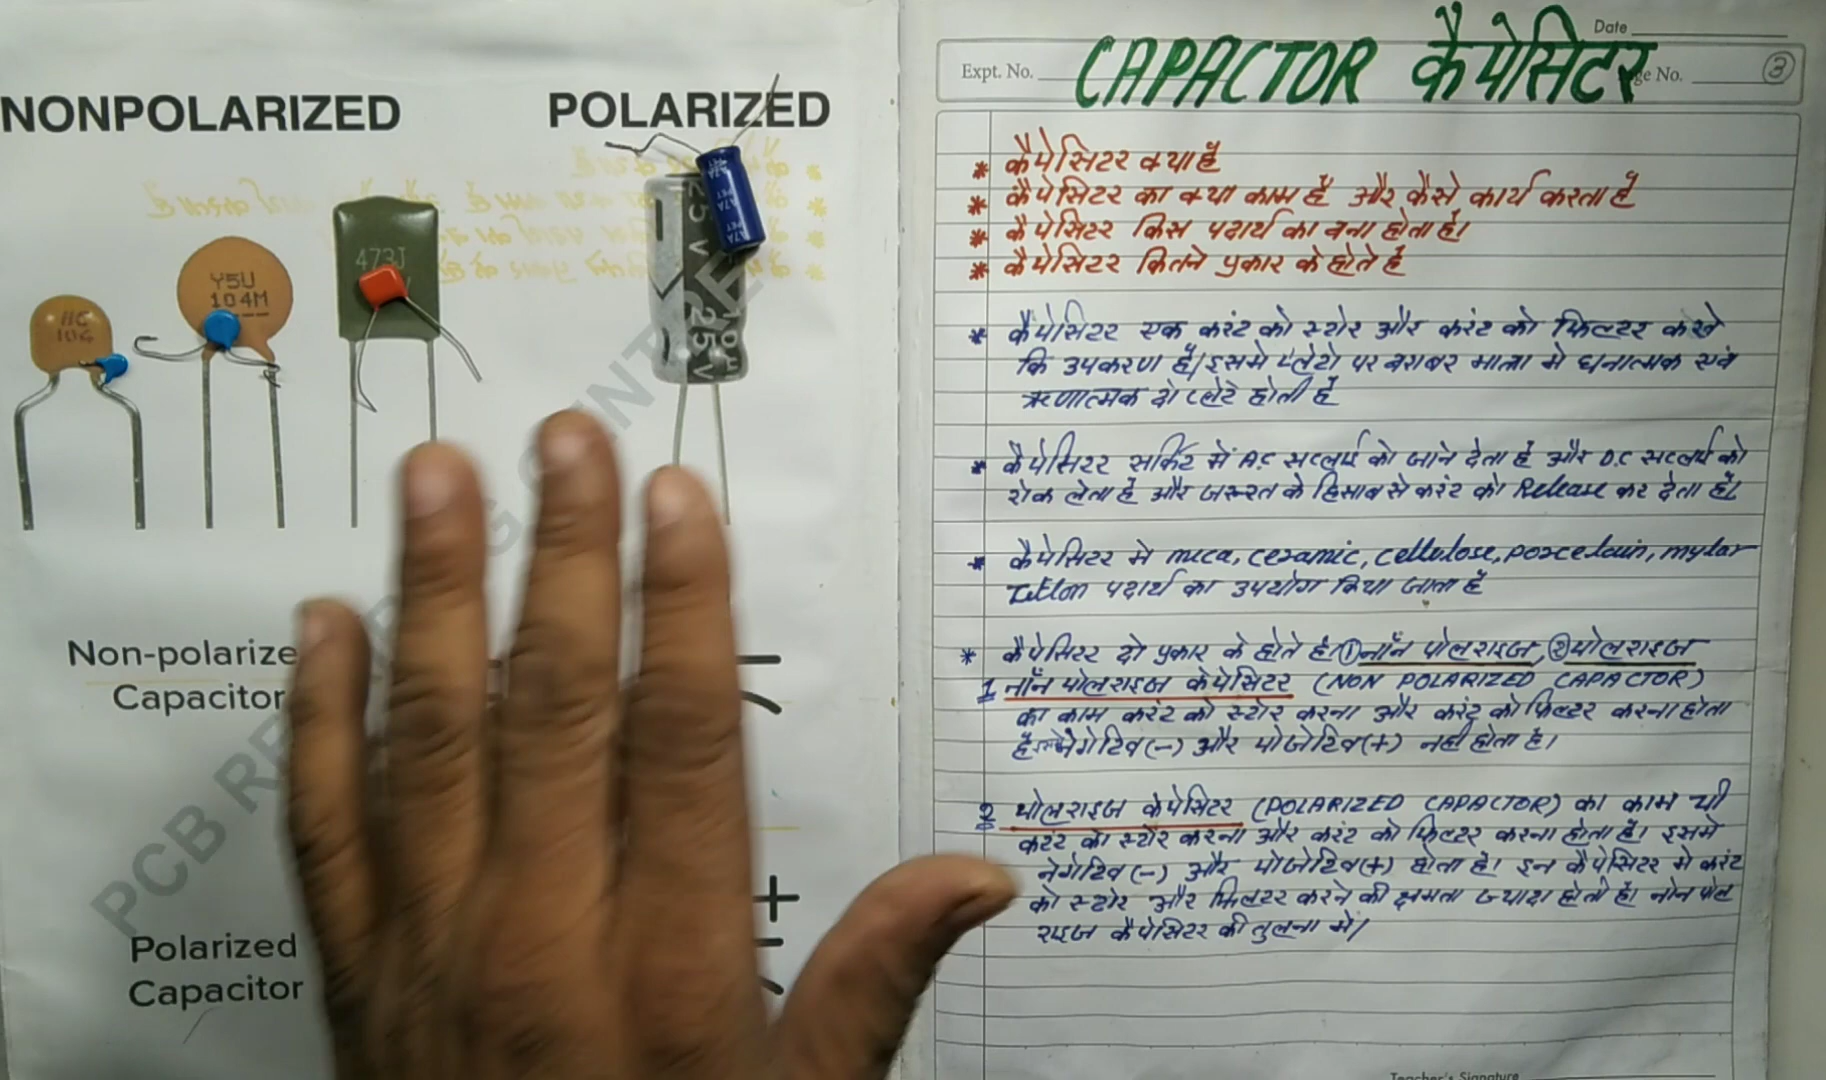 NONPOLARIZED
POLARIZED
Y5U
104M
473J
25V
25V
Non-polarize
Capacitor
Polarized
Capacitor
+
Date
Expt. No.
ge No.
3
CAPACTOR कैपेसिटर
* कैपेसिटर क्या है
* कैपेसिटर का क्या काम है और कैसे कार्य करता है
* कैपेसिटर किस पदार्थ का बना होता है।
* कैपेसिटर कितने प्रकार के होते है
* कैपेसिटर एक करंट को स्टोर और करंट को फिल्टर करने
कि उपकरण है। इसमे प्लेटो पर बराबर मात्रा मे धनात्मक एवं
ऋणात्मक दो प्लेटे होती है
* कैपेसिटर सर्किट में A.C सप्लाई को जाने देता है और D.C सप्लाई को
रोक लेता है और जरूरत के हिसाब से करंट को Release कर देता है।
* कैपेसिटर मे mica, ceramic, cellulose, porcelain, mylar
Teflon पदार्थ का उपयोग किया जाता है
* कैपेसिटर दो प्रकार के होते है। ①नॉन पोलराइज, ②पोलराइज
1 नॉन पोलराइज केपेसिटर (NON POLARIZED CAPACTOR)
का काम करंट को स्टोर करना और करंट को फिल्टर करना होता
है। नेगेटिव(-) और पोजेटिव(+) नही होता है।
2 पोलराइज केपेसिटर (POLARIZED CAPACTOR) का काम भी
करंट को स्टोर करना और करंट को फिल्टर करना होता है। इसमे
नेगेटिव (-) और पोजेटिव(+) होता है। इन कैपेसिटर मे करंट
को स्टोर और फिल्टर करने की क्षमता ज्यादा होती है। नोन पोल
राइज कैपेसिटर की तुलना मे।
Teacher's Signature